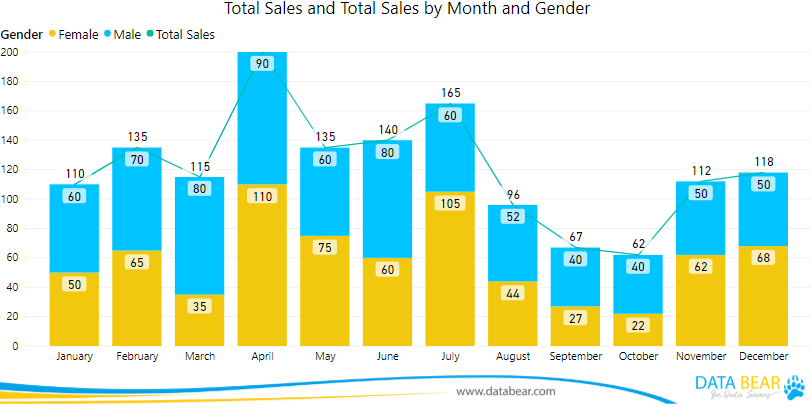 Total Sales and Total Sales by Month and Gender
Gender Female Male Total Sales
200
180
160
140
120
100
80
60
40
20
0
110 135 115 135 140 165 96 67 62 112 118
60 70 80 90 60 80 60 52 40 40 50 50
50 65 35 110 75 60 105 44 27 22 62 68
January February March April May June July August September October November December
www.databear.com
DATA BEAR